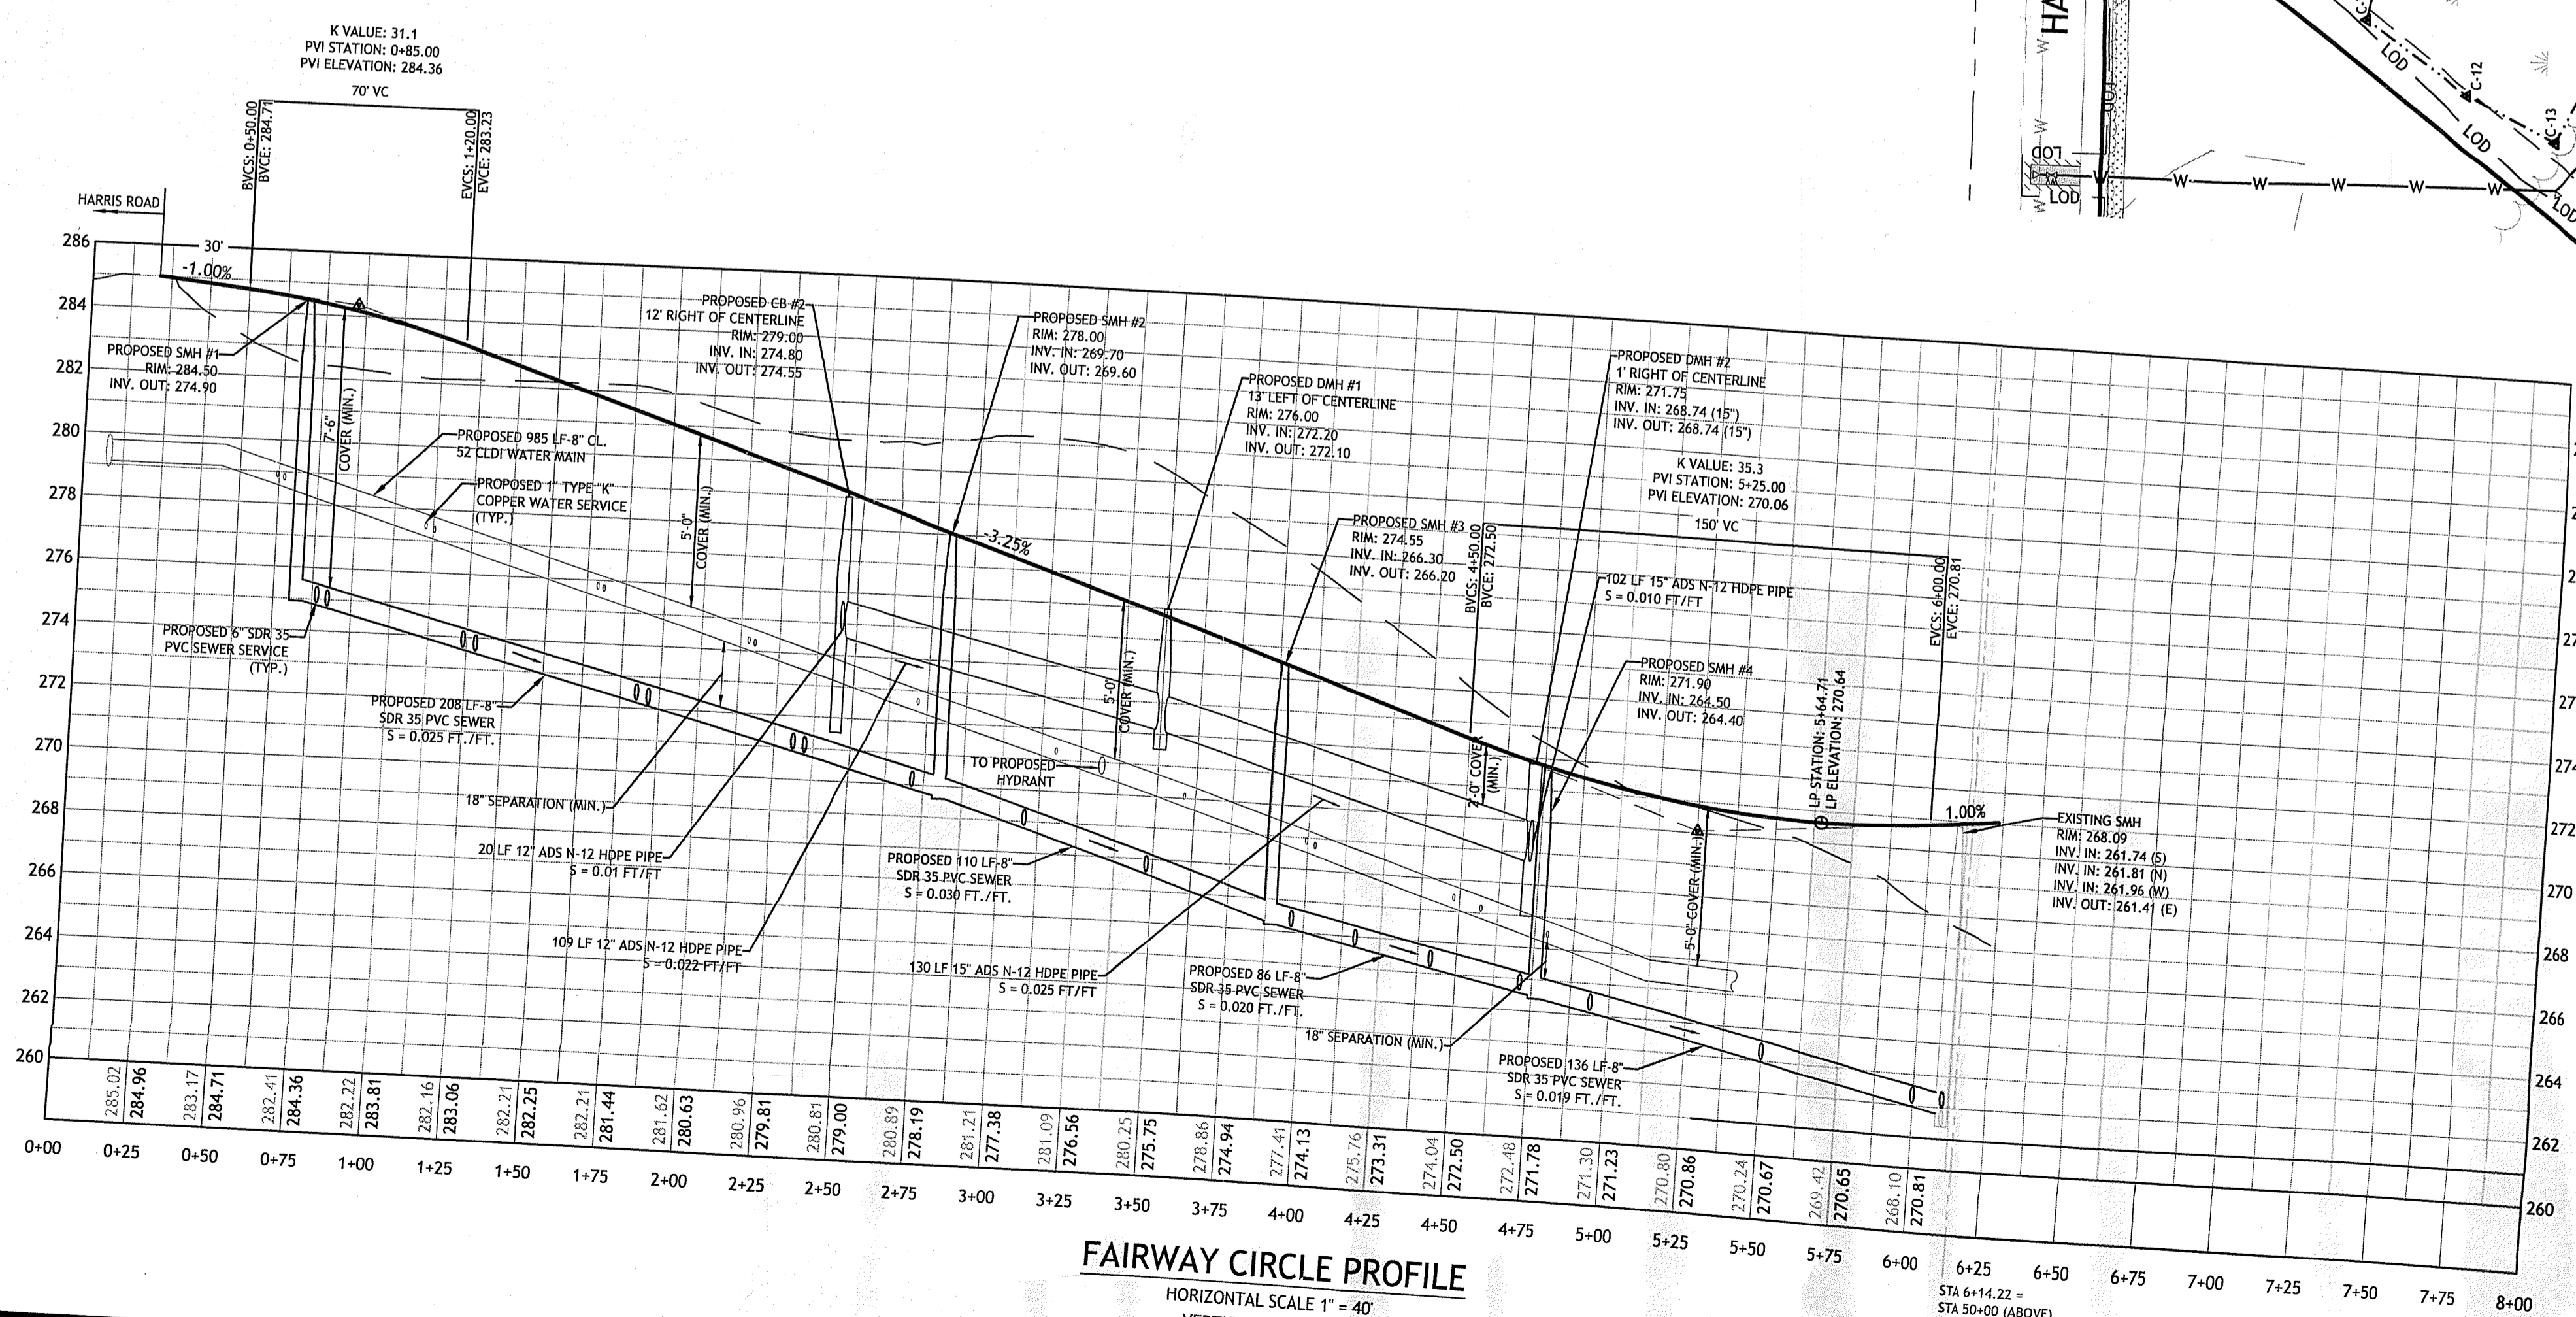 K VALUE: 31.1
PVI STATION: 0+85.00
PVI ELEVATION: 284.36
70' VC
BVCS: 0+50.00
BVCE: 284.71
EVCS: 1+20.00
EVCE: 283.23
HARRIS ROAD
30'
-1.00%
286
284
282
280
278
276
274
272
270
268
266
264
262
260
PROPOSED SMH #1
RIM: 284.50
INV. OUT: 274.90
7'-6"
COVER (MIN.)
PROPOSED 985 LF-8" CL.
52 CLDI WATER MAIN
PROPOSED 1" TYPE "K"
COPPER WATER SERVICE
(TYP.)
PROPOSED 6" SDR 35
PVC SEWER SERVICE
(TYP.)
PROPOSED 208 LF-8"
SDR 35 PVC SEWER
S = 0.025 FT./FT.
18" SEPARATION (MIN.)
5'-0"
COVER (MIN.)
PROPOSED CB #2
12' RIGHT OF CENTERLINE
RIM: 279.00
INV. IN: 274.80
INV. OUT: 274.55
20 LF 12" ADS N-12 HDPE PIPE
S = 0.01 FT/FT
109 LF 12" ADS N-12 HDPE PIPE
S = 0.022 FT/FT
PROPOSED SMH #2
RIM: 278.00
INV. IN: 269.70
INV. OUT: 269.60
-3.25%
PROPOSED 110 LF-8"
SDR 35 PVC SEWER
S = 0.030 FT./FT.
TO PROPOSED
HYDRANT
5'-0"
COVER (MIN.)
PROPOSED DMH #1
13' LEFT OF CENTERLINE
RIM: 276.00
INV. IN: 272.20
INV. OUT: 272.10
130 LF 15" ADS N-12 HDPE PIPE
S = 0.025 FT/FT
PROPOSED SMH #3
RIM: 274.55
INV. IN: 266.30
INV. OUT: 266.20
PROPOSED 86 LF-8"
SDR 35 PVC SEWER
S = 0.020 FT./FT.
18" SEPARATION (MIN.)
PROPOSED DMH #2
1' RIGHT OF CENTERLINE
RIM: 271.75
INV. IN: 268.74 (15")
INV. OUT: 268.74 (15")
K VALUE: 35.3
PVI STATION: 5+25.00
PVI ELEVATION: 270.06
150' VC
BVCS: 4+50.00
BVCE: 272.50
EVCS: 6+00.00
EVCE: 270.81
102 LF 15" ADS N-12 HDPE PIPE
S = 0.010 FT/FT
2'-0" COVER
(MIN.)
PROPOSED SMH #4
RIM: 271.90
INV. IN: 264.50
INV. OUT: 264.40
5'-0" COVER (MIN.)
LP STATION: 5+64.71
LP ELEVATION: 270.64
1.00%
PROPOSED 136 LF-8"
SDR 35 PVC SEWER
S = 0.019 FT./FT.
EXISTING SMH
RIM: 268.09
INV. IN: 261.74 (S)
INV. IN: 261.81 (N)
INV. IN: 261.96 (W)
INV. OUT: 261.41 (E)
274
272
270
268
266
264
262
260
285.02 284.96
283.17 284.71
282.41 284.36
282.22 283.81
282.16 283.06
282.21 282.25
282.21 281.44
281.62 280.63
280.96 279.81
280.81 279.00
280.89 278.19
281.21 277.38
281.09 276.56
280.25 275.75
278.86 274.94
277.41 274.13
275.76 273.31
274.04 272.50
272.48 271.78
271.30 271.23
270.80 270.86
270.24 270.67
269.42 270.65
268.10 270.81
0+00 0+25 0+50 0+75 1+00 1+25 1+50 1+75 2+00 2+25 2+50 2+75 3+00 3+25 3+50 3+75 4+00 4+25 4+50 4+75 5+00 5+25 5+50 5+75 6+00 6+25 6+50 6+75 7+00 7+25 7+50 7+75 8+00
STA 6+14.22 =
STA 50+00 (ABOVE)
FAIRWAY CIRCLE PROFILE
HORIZONTAL SCALE 1" = 40'
HA
W
W
W
W
LOD
LOD
LOD
W W W W W W
LOD
LOD
LOD
LOD
C-12
C-13